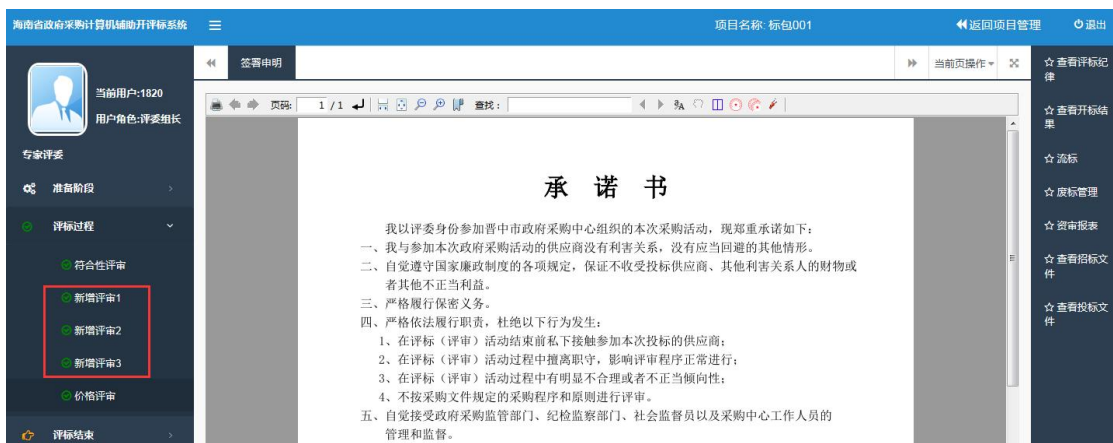 海南省政府采购计算机辅助开评标系统
项目名称: 标包001
返回项目管理
退出
签署申明
当前页操作
当前用户:1820
用户角色:评委组长
专家评委
准备阶段
评标过程
符合性评审
新增评审1
新增评审2
新增评审3
价格评审
评标结束
页码: 1 / 1
查找:
承 诺 书
我以评委身份参加晋中市政府采购中心组织的本次采购活动，现郑重承诺如下：
一、我与参加本次政府采购活动的供应商没有利害关系，没有应当回避的其他情形。
二、自觉遵守国家廉政制度的各项规定，保证不收受投标供应商、其他利害关系人的财物或
者其他不正当利益。
三、严格履行保密义务。
四、严格依法履行职责，杜绝以下行为发生：
1、在评标（评审）活动结束前私下接触参加本次投标的供应商；
2、在评标（评审）活动过程中擅离职守，影响评审程序正常进行；
3、在评标（评审）活动过程中有明显不合理或者不正当倾向性；
4、不按采购文件规定的采购程序和原则进行评审。
五、自觉接受政府采购监管部门、纪检监察部门、社会监督员以及采购中心工作人员的
管理和监督。
查看评标纪
律
查看开标结
果
流标
废标管理
资审报表
查看招标文
件
查看投标文
件